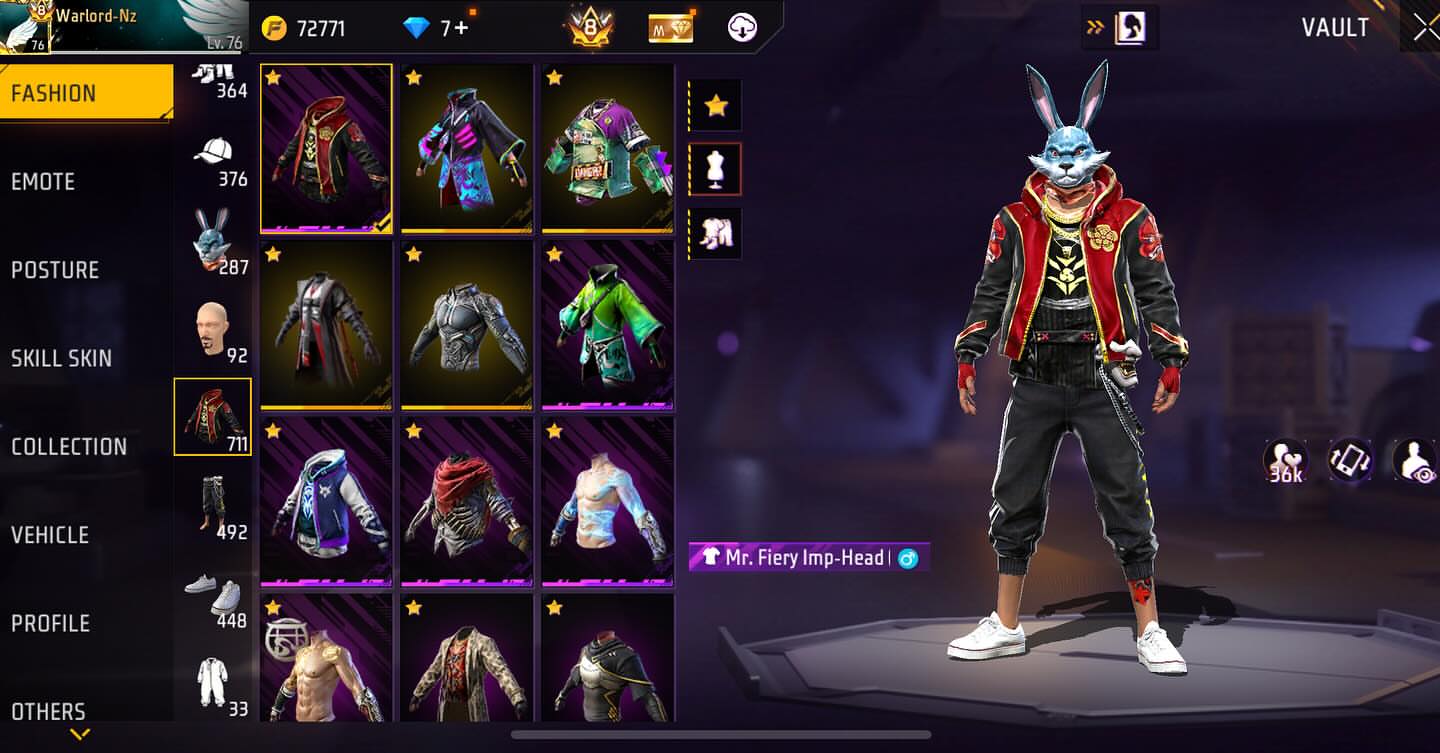 Warlord-Nz
8
76
Lv. 76
72771
7+
8
M
VAULT
FASHION
EMOTE
POSTURE
SKILL SKIN
COLLECTION
VEHICLE
PROFILE
OTHERS
364
376
287
92
711
492
448
33
36k
Mr. Fiery Imp-Head